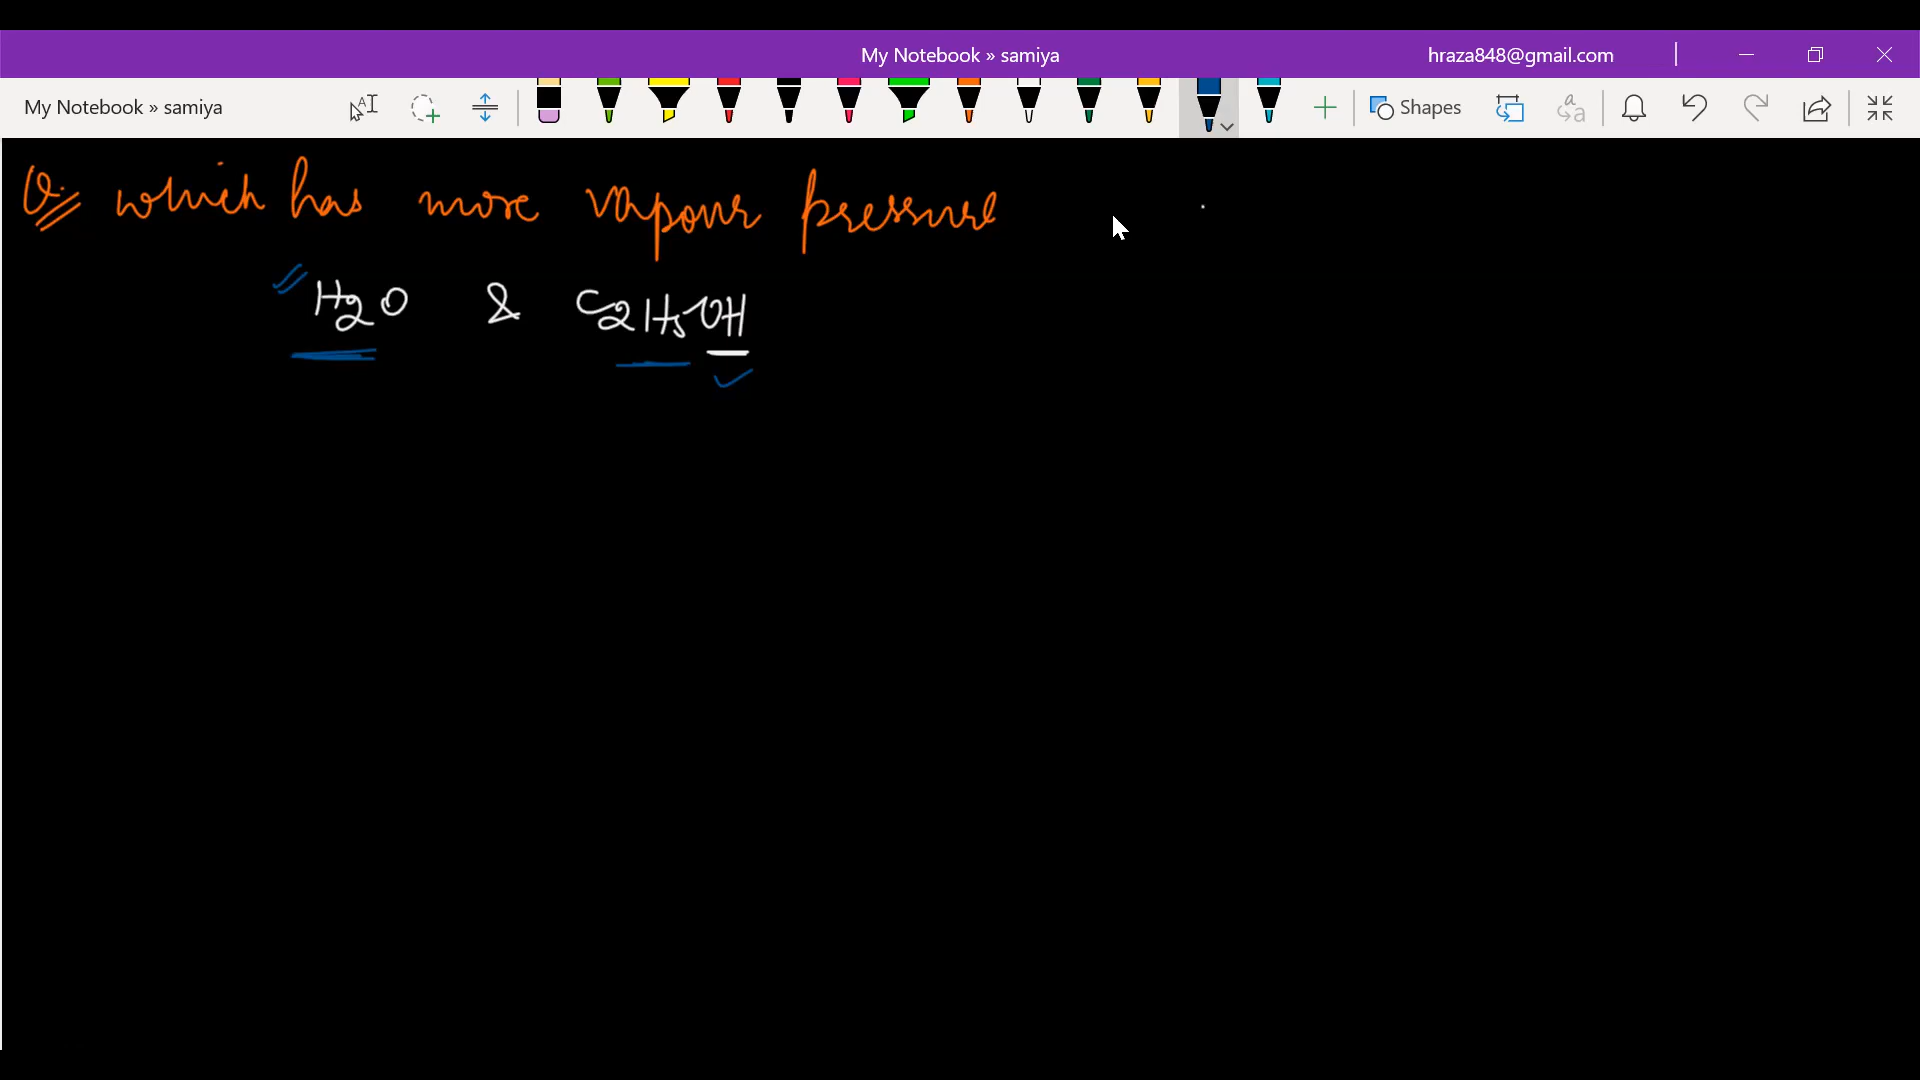 My Notebook » samiya
hraza848@gmail.com
My Notebook » samiya
Shapes
Q. which has more vapour pressure
H2O & C2H5OH